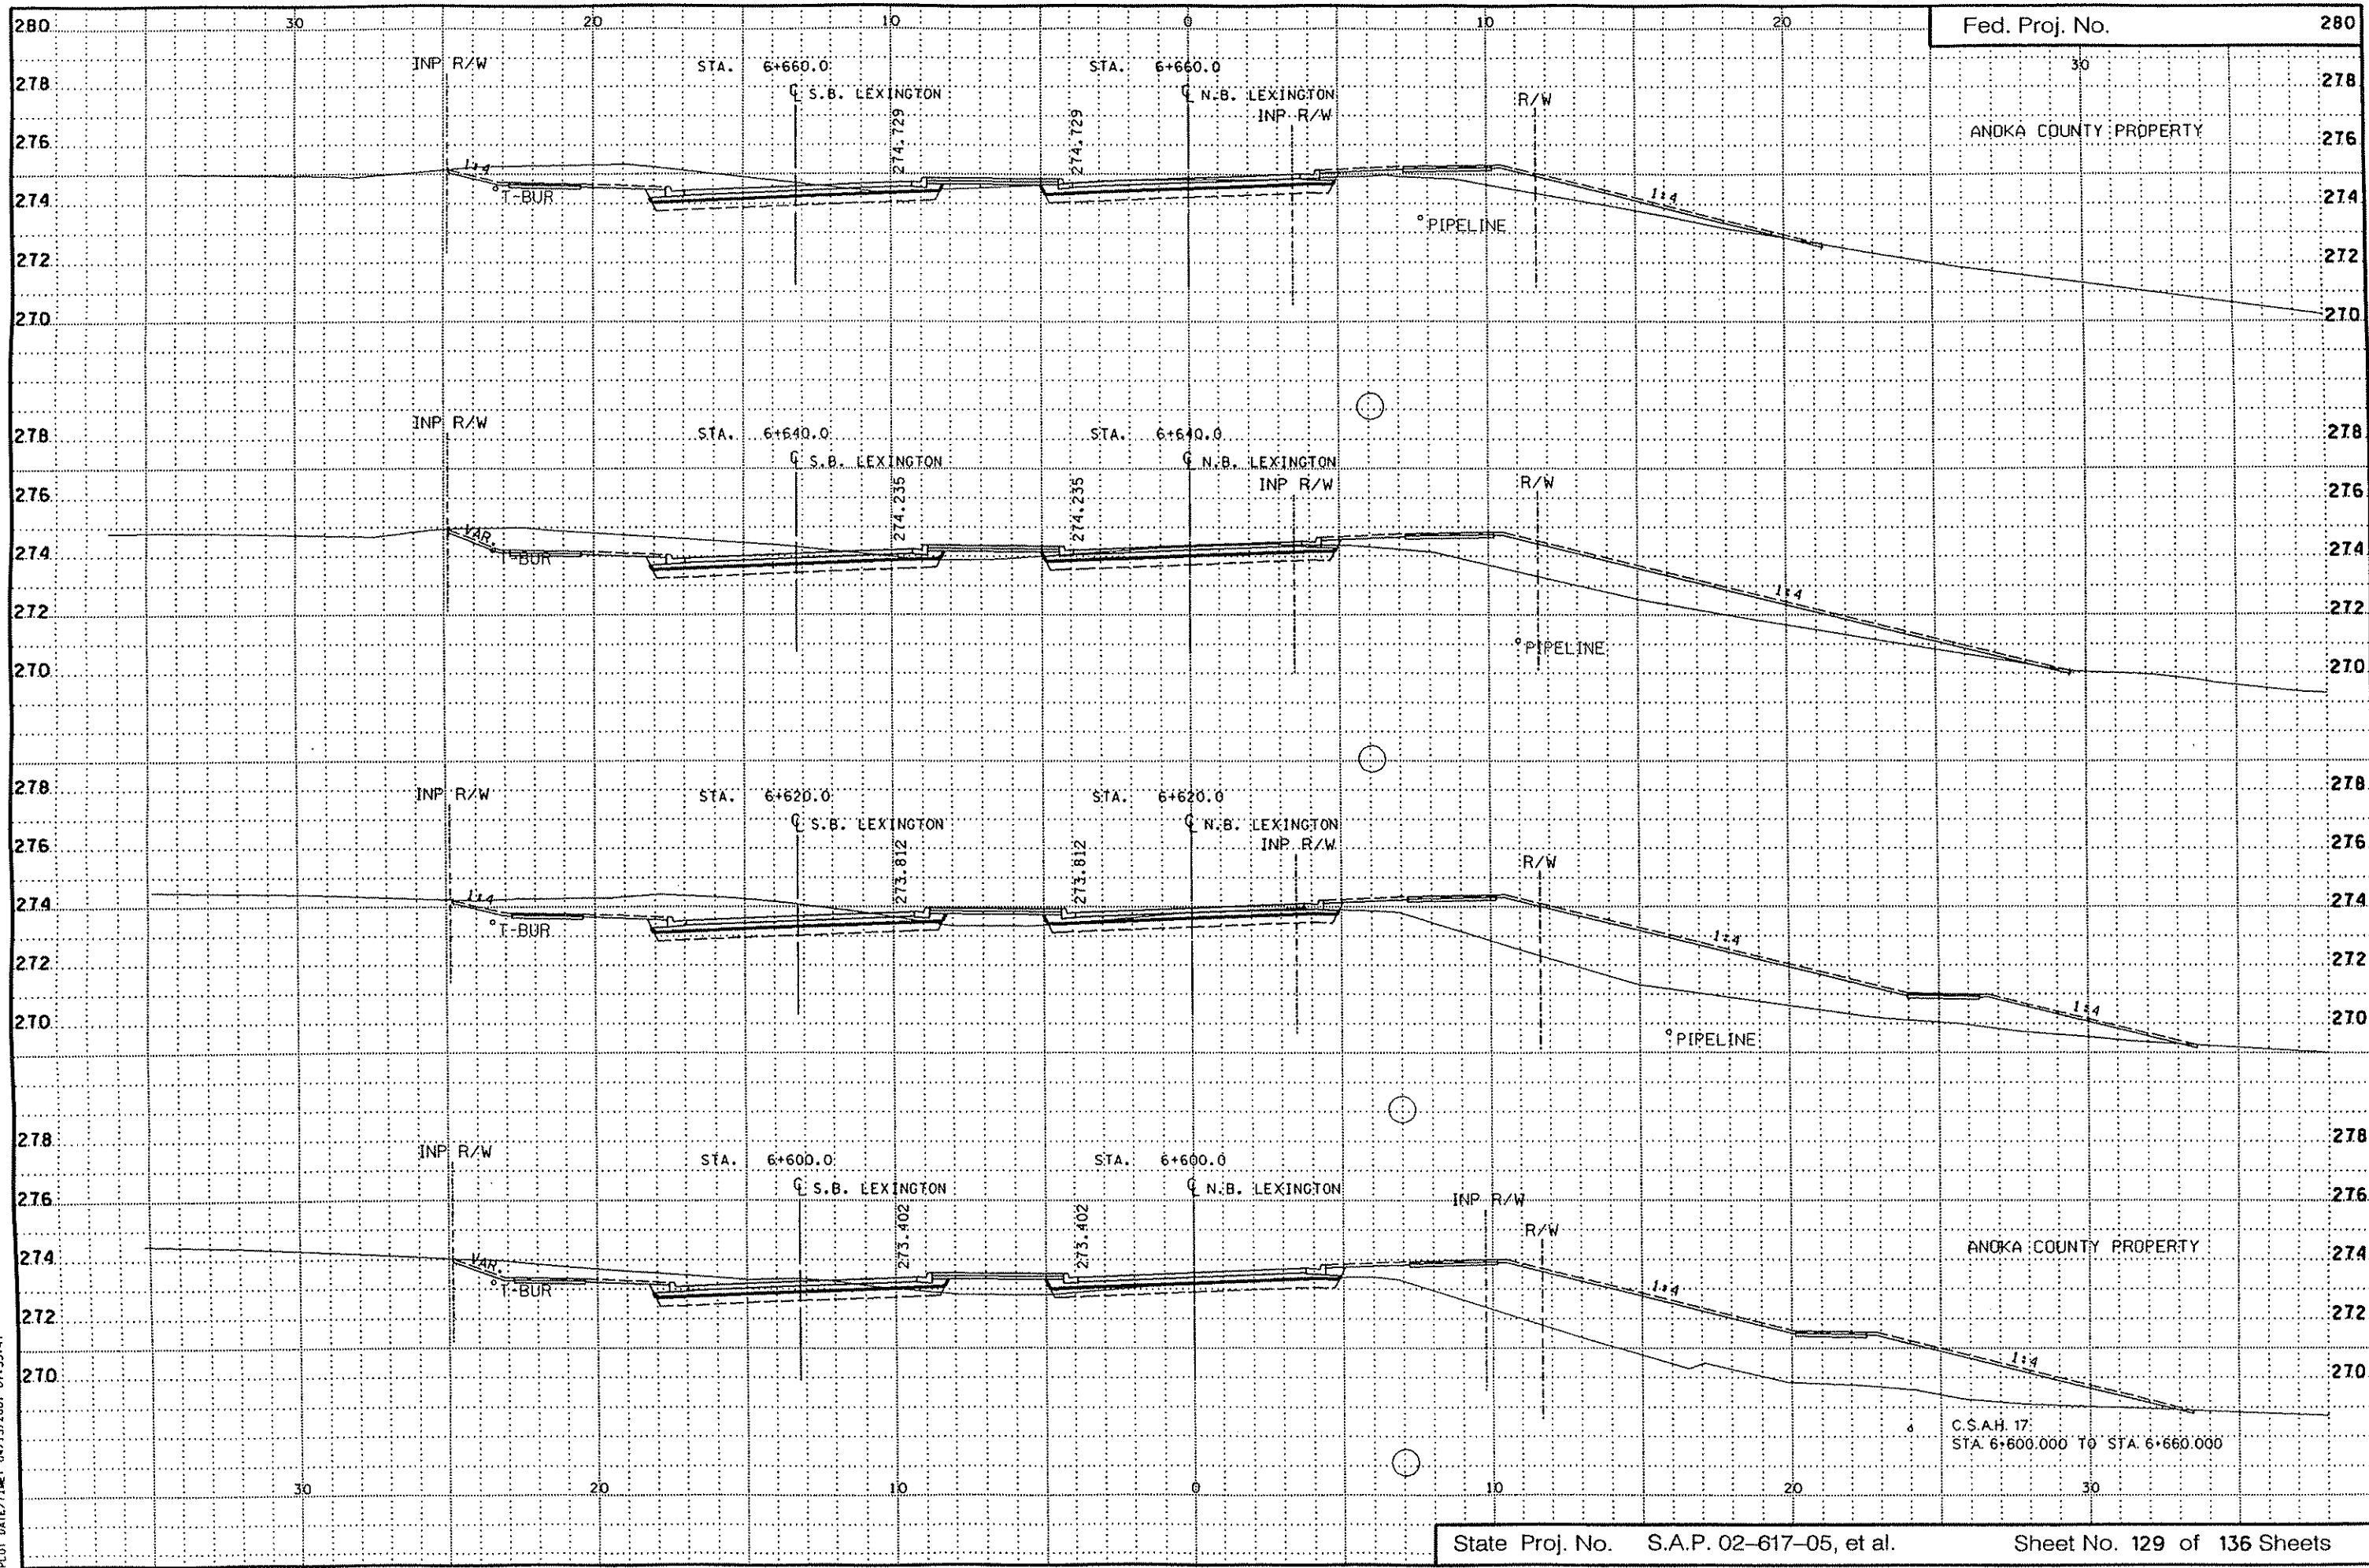 30 20 10 0 10 20 30
Fed. Proj. No.
280 280
INP R/W STA. 6+660.0 STA. 6+660.0
278 ℄ S.B. LEXINGTON ℄ N.B. LEXINGTON 278
INP R/W R/W
276 274.729 274.729 ANOKA COUNTY PROPERTY 276
1:4
274 T-BUR 1:4 274
PIPELINE
272 272
270 270
INP R/W
278 STA. 6+640.0 STA. 6+640.0 278
℄ S.B. LEXINGTON ℄ N.B. LEXINGTON
276 INP R/W R/W 276
274.235 274.235
VAR.
274 T-BUR 274
1:4
272 272
PIPELINE
270 270
278 278
INP R/W STA. 6+620.0 STA. 6+620.0
℄ S.B. LEXINGTON ℄ N.B. LEXINGTON
276 INP R/W 276
273.812 273.812 R/W
274 1:4 274
T-BUR 1:4
272 272
270 1:4 270
PIPELINE
278 278
INP R/W STA. 6+600.0 STA. 6+600.0
℄ S.B. LEXINGTON ℄ N.B. LEXINGTON
276 INP R/W 276
273.402 273.402 R/W
274 ANOKA COUNTY PROPERTY 274
VAR.
T-BUR 1:4
272 272
270 1:4 270
C.S.A.H. 17
STA. 6+600.000 TO STA. 6+660.000
30 20 10 0 10 20 30
State Proj. No. S.A.P. 02–617–05, et al. Sheet No. 129 of 136 Sheets